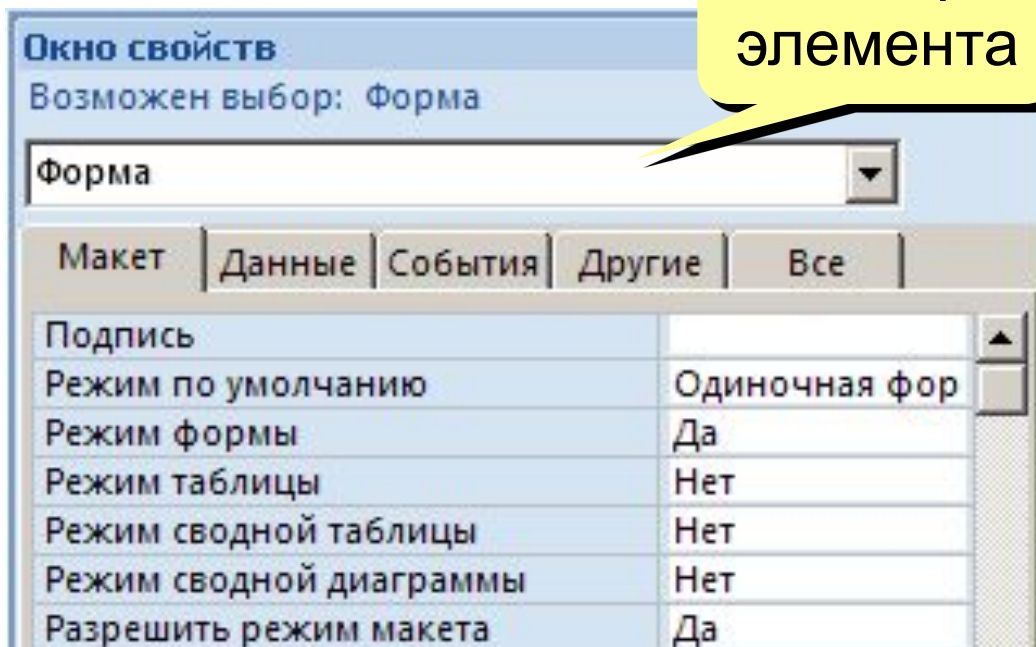 элемента
Окно свойств
Возможен выбор: Форма
Форма
Макет Данные События Другие Все
Подпись
Режим по умолчанию Одиночная фор
Режим формы Да
Режим таблицы Нет
Режим сводной таблицы Нет
Режим сводной диаграммы Нет
Разрешить режим макета Да